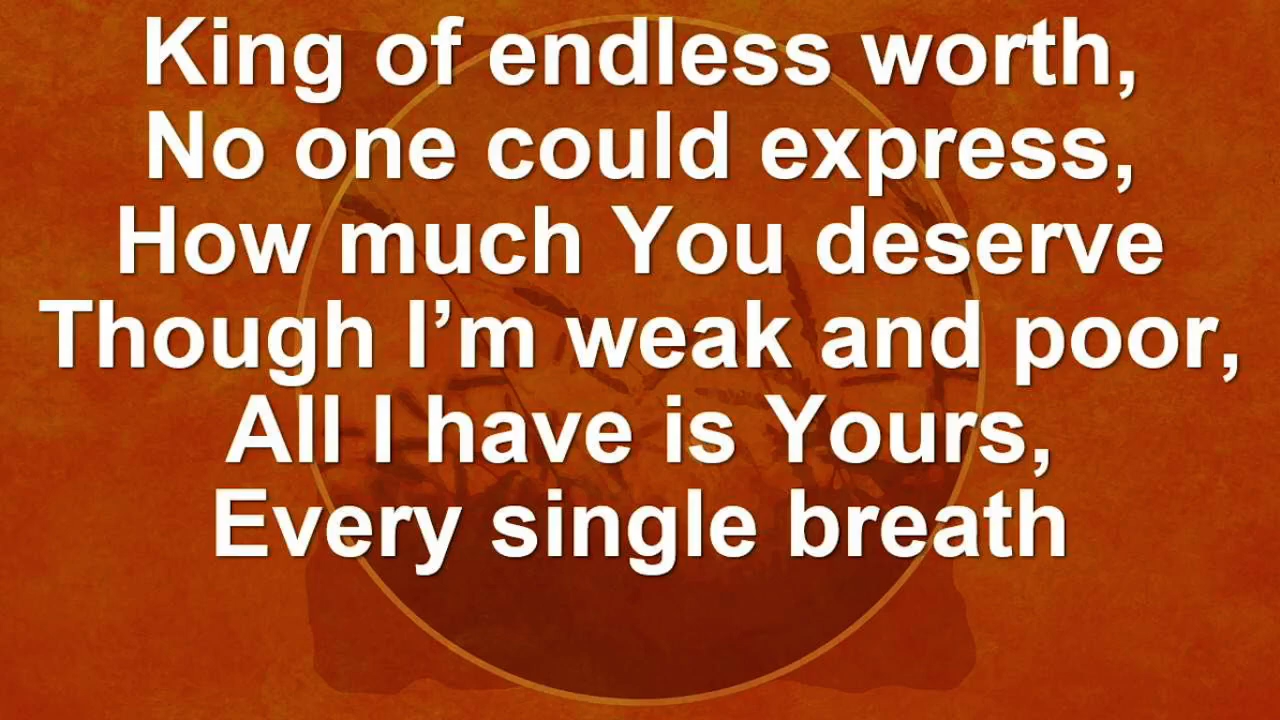 King of endless worth,
No one could express,
How much You deserve
Though I’m weak and poor,
All I have is Yours,
Every single breath